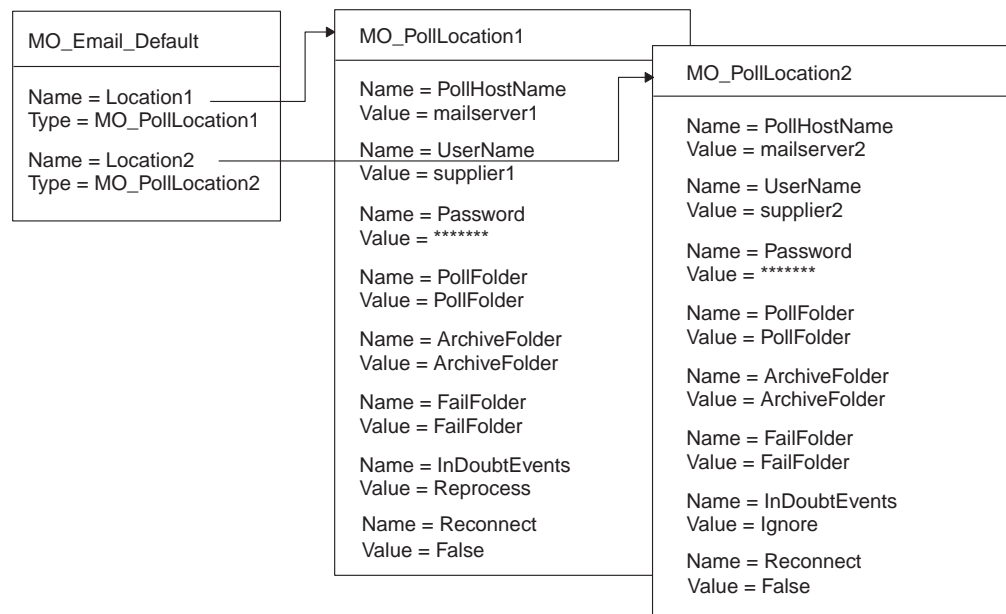 MO_Email_Default
Name = Location1
Type = MO_PollLocation1
Name = Location2
Type = MO_PollLocation2
MO_PollLocation1
Name = PollHostName
Value = mailserver1
Name = UserName
Value = supplier1
Name = Password
Value = *******
Name = PollFolder
Value = PollFolder
Name = ArchiveFolder
Value = ArchiveFolder
Name = FailFolder
Value = FailFolder
Name = InDoubtEvents
Value = Reprocess
Name = Reconnect
Value = False
MO_PollLocation2
Name = PollHostName
Value = mailserver2
Name = UserName
Value = supplier2
Name = Password
Value = *******
Name = PollFolder
Value = PollFolder
Name = ArchiveFolder
Value = ArchiveFolder
Name = FailFolder
Value = FailFolder
Name = InDoubtEvents
Value = Ignore
Name = Reconnect
Value = False